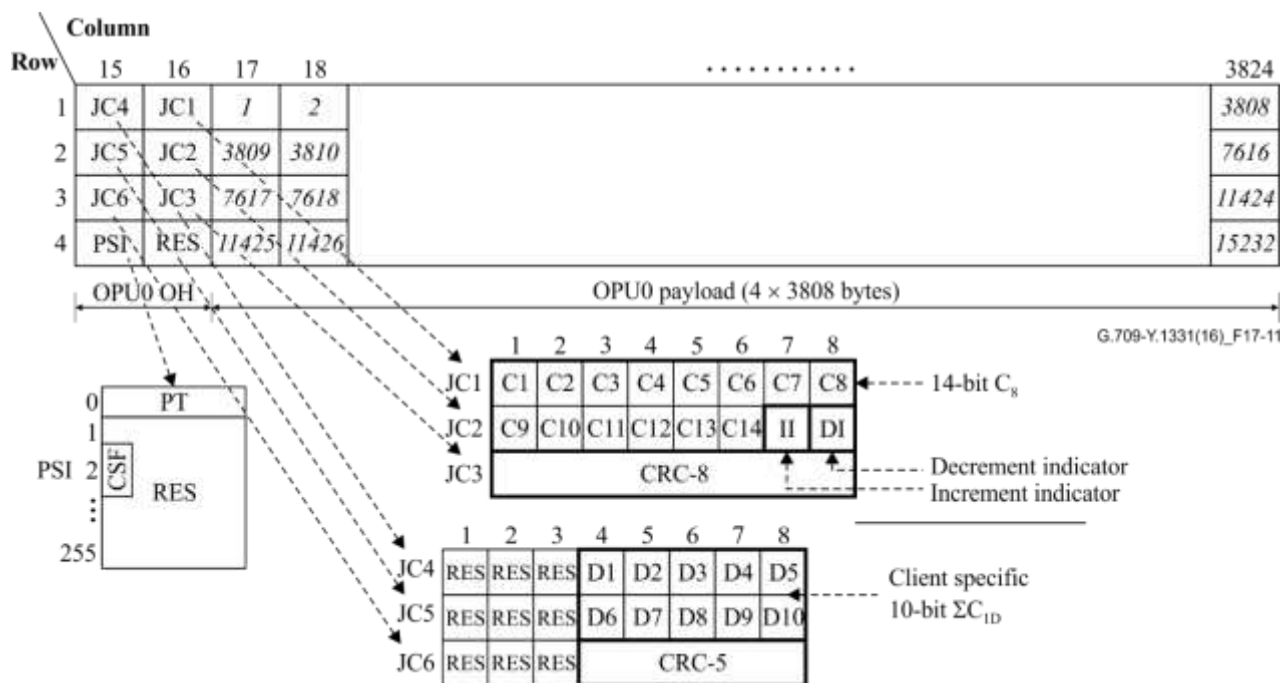 Column
Row 15 16 17 18 ........... 3824
1 JC4 JC1 1 2 3808
2 JC5 JC2 3809 3810 7616
3 JC6 JC3 7617 7618 11424
4 PSI RES 11425 11426 15232
OPU0 OH OPU0 payload (4 × 3808 bytes)
G.709-Y.1331(16)_F17-11
1 2 3 4 5 6 7 8
JC1 C1 C2 C3 C4 C5 C6 C7 C8 14-bit C8
JC2 C9 C10 C11 C12 C13 C14 II DI
JC3 CRC-8
Decrement indicator
Increment indicator
0 PT
1
PSI 2 CSF RES
⋮
255
1 2 3 4 5 6 7 8
JC4 RES RES RES D1 D2 D3 D4 D5
JC5 RES RES RES D6 D7 D8 D9 D10
JC6 RES RES RES CRC-5
Client specific
10-bit ΣC1D